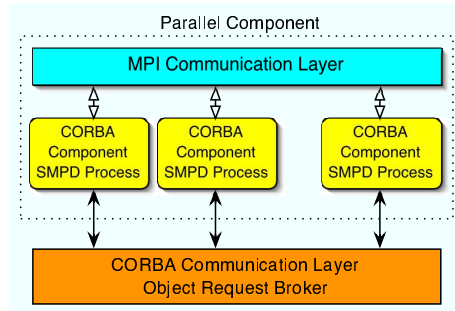 Parallel Component
MPI Communication Layer
CORBA
Component
SMPD Process
CORBA
Component
SMPD Process
CORBA
Component
SMPD Process
CORBA Communication Layer
Object Request Broker